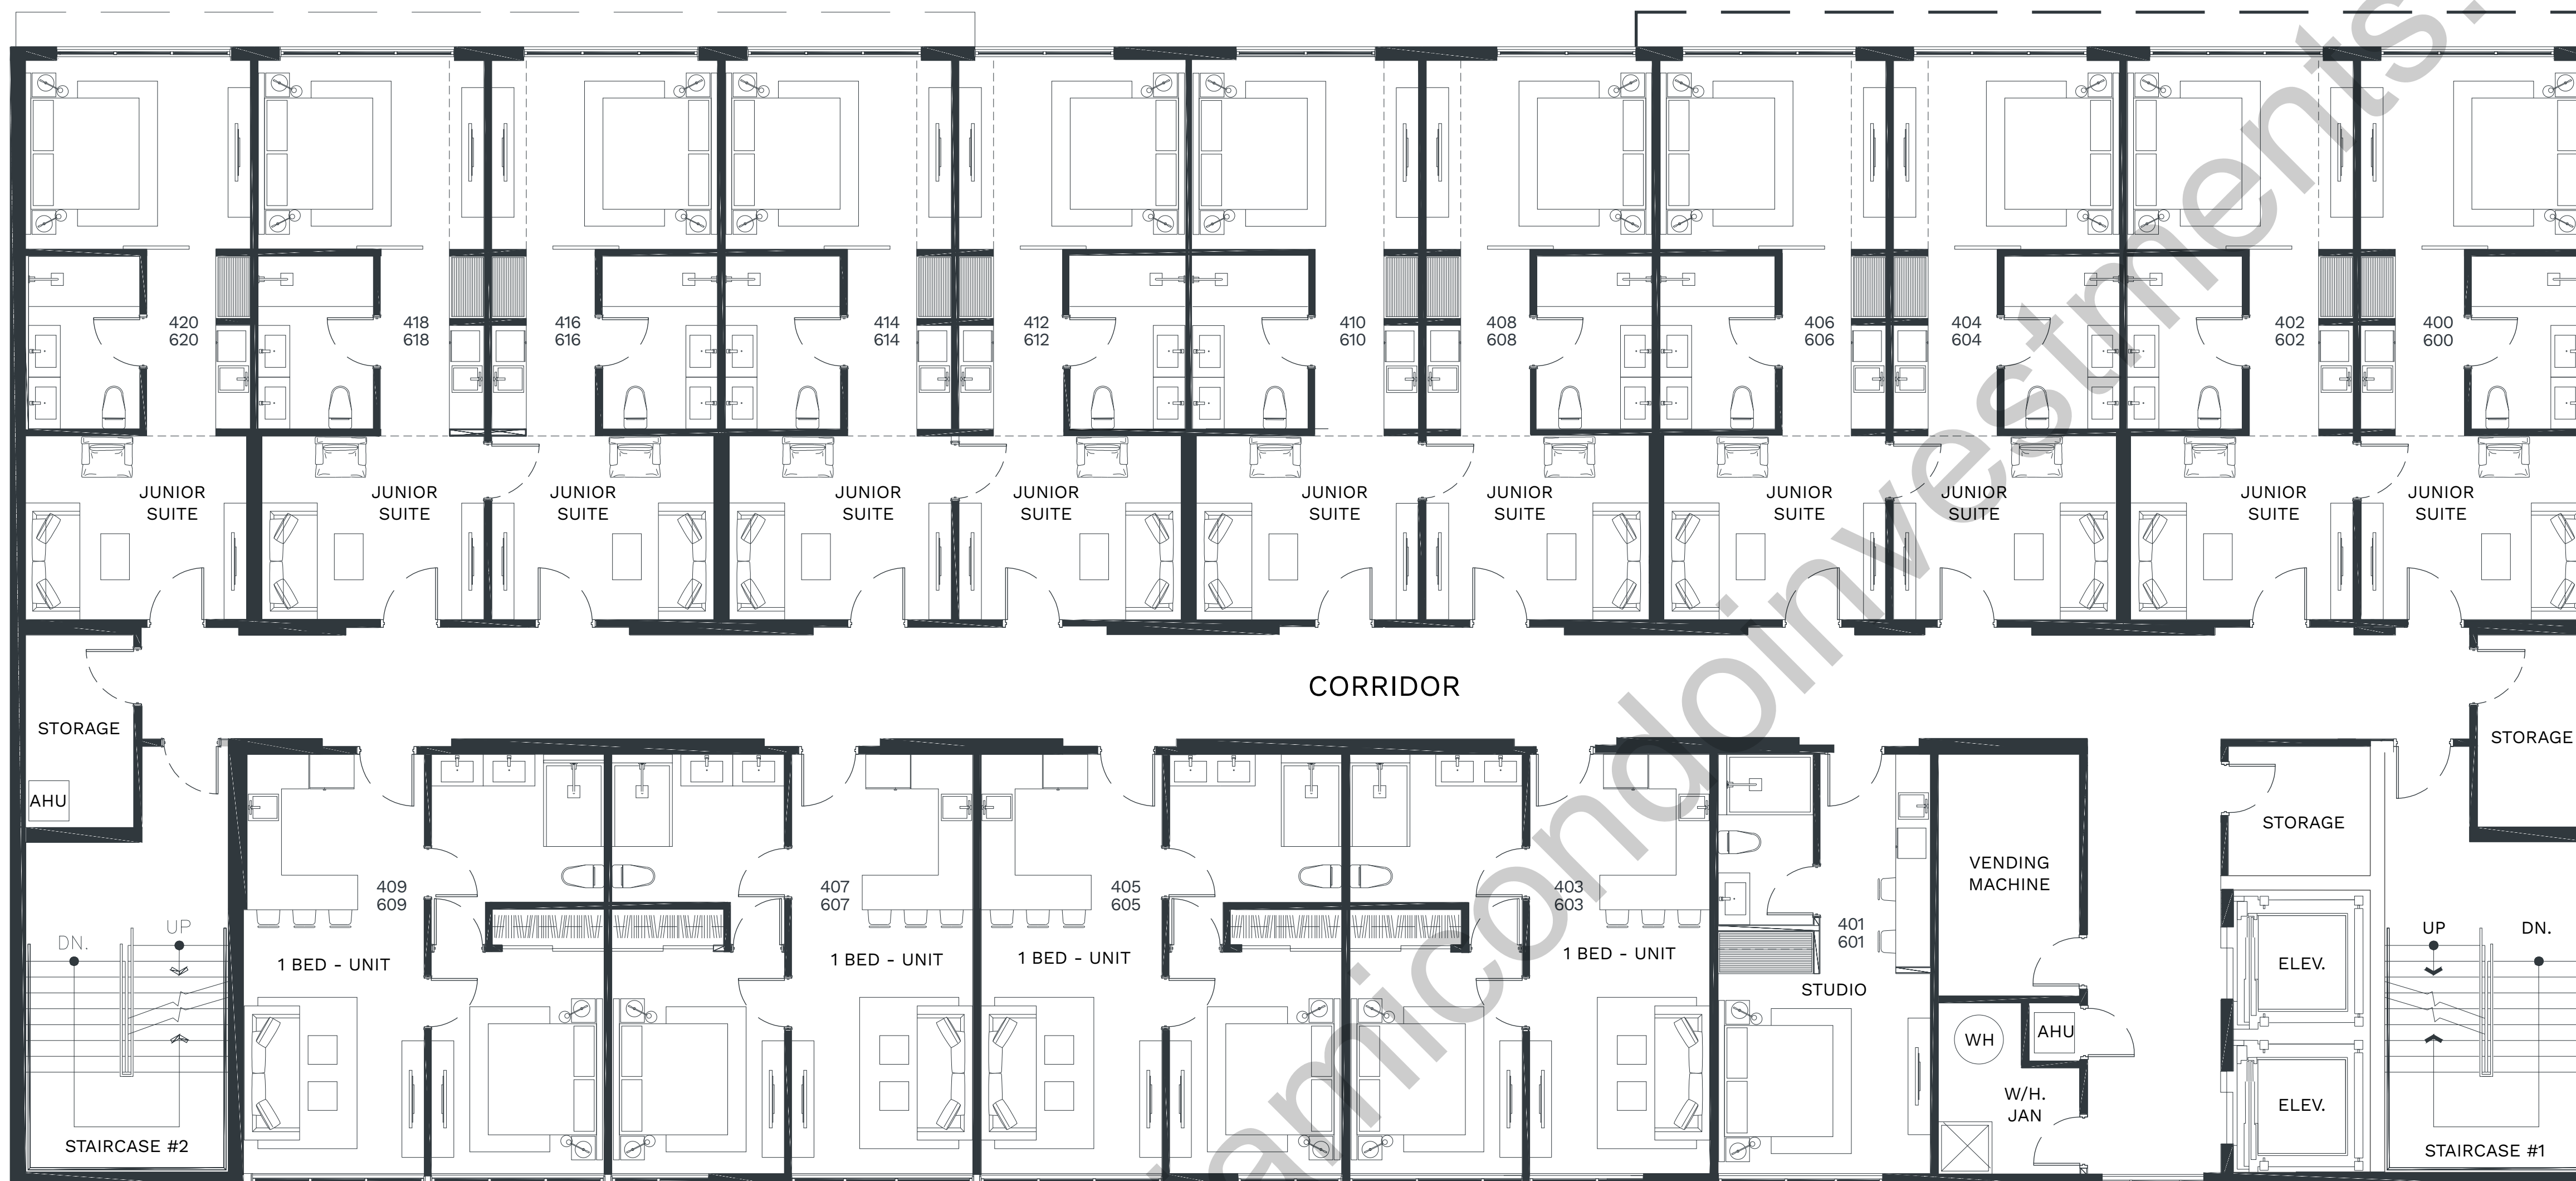 420
620
418
618
416
616
414
614
412
612
410
610
408
608
406
606
404
604
402
602
400
600
JUNIOR
SUITE
JUNIOR
SUITE
JUNIOR
SUITE
JUNIOR
SUITE
JUNIOR
SUITE
JUNIOR
SUITE
JUNIOR
SUITE
JUNIOR
SUITE
JUNIOR
SUITE
JUNIOR
SUITE
JUNIOR
SUITE
CORRIDOR
STORAGE
AHU
DN.
UP
STAIRCASE #2
409
609
1 BED - UNIT
407
607
1 BED - UNIT
405
605
1 BED - UNIT
403
603
1 BED - UNIT
401
601
STUDIO
VENDING
MACHINE
WH
AHU
W/H.
JAN
STORAGE
ELEV.
ELEV.
STORAGE
UP
DN.
STAIRCASE #1
amicondoinvestments.